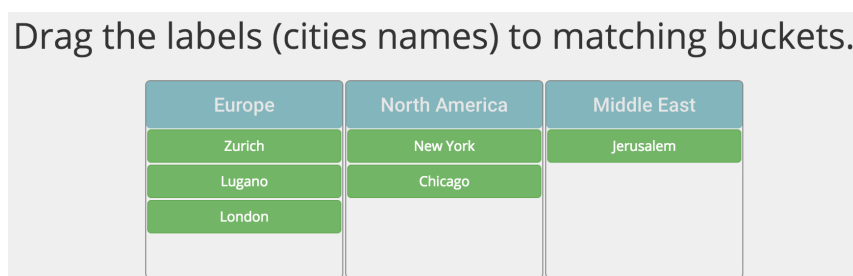 Drag the labels (cities names) to matching buckets.
Europe North America Middle East
Zurich New York Jerusalem
Lugano Chicago
London